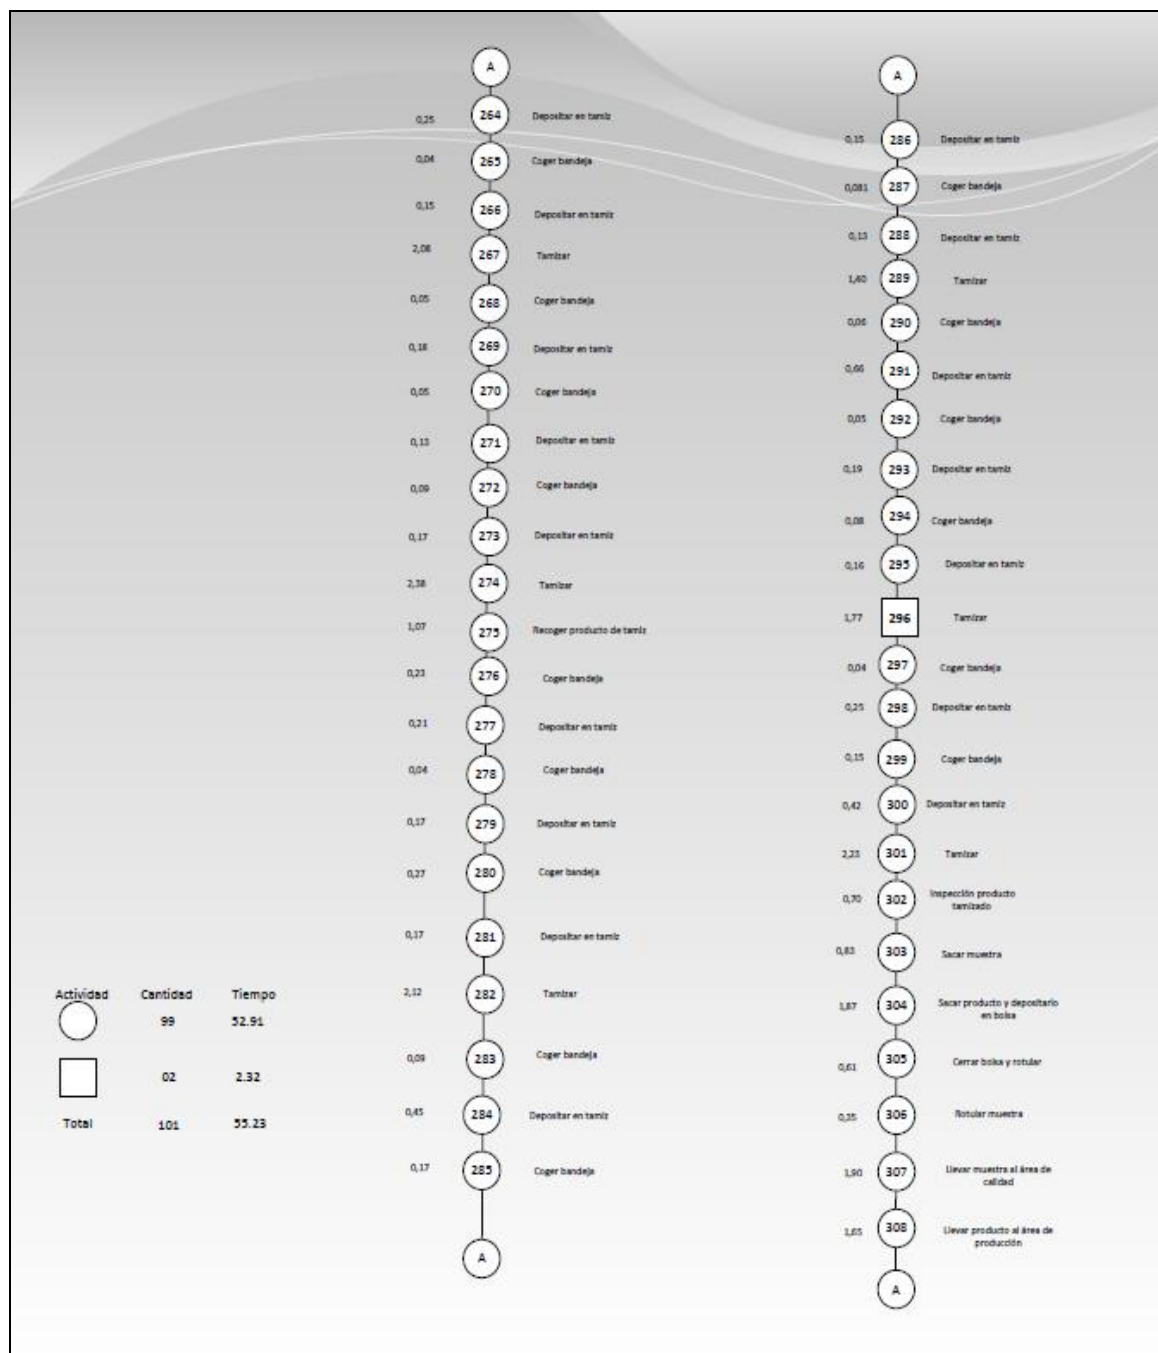 A
0,25 264 Depositar en tamiz
0,04 265 Coger bandeja
0,15 266 Depositar en tamiz
2,08 267 Tamizar
0,05 268 Coger bandeja
0,18 269 Depositar en tamiz
0,05 270 Coger bandeja
0,13 271 Depositar en tamiz
0,09 272 Coger bandeja
0,17 273 Depositar en tamiz
2,38 274 Tamizar
1,07 275 Recoger producto de tamiz
0,23 276 Coger bandeja
0,21 277 Depositar en tamiz
0,04 278 Coger bandeja
0,17 279 Depositar en tamiz
0,27 280 Coger bandeja
0,17 281 Depositar en tamiz
2,12 282 Tamizar
0,09 283 Coger bandeja
0,45 284 Depositar en tamiz
0,17 285 Coger bandeja
A
A
0,15 286 Depositar en tamiz
0,081 287 Coger bandeja
0,13 288 Depositar en tamiz
1,40 289 Tamizar
0,06 290 Coger bandeja
0,66 291 Depositar en tamiz
0,05 292 Coger bandeja
0,19 293 Depositar en tamiz
0,08 294 Coger bandeja
0,16 295 Depositar en tamiz
1,77 296 Tamizar
0,04 297 Coger bandeja
0,25 298 Depositar en tamiz
0,15 299 Coger bandeja
0,42 300 Depositar en tamiz
2,23 301 Tamizar
0,70 302 Inspección producto
tamizado
0,83 303 Sacar muestra
1,87 304 Sacar producto y depositarlo
en bolsa
0,61 305 Cerrar bolsa y rotular
0,35 306 Rotular muestra
1,90 307 Llevar muestra al área de
calidad
1,65 308 Llevar producto al área de
producción
A
Actividad Cantidad Tiempo
99 52.91
02 2.32
Total 101 55.23